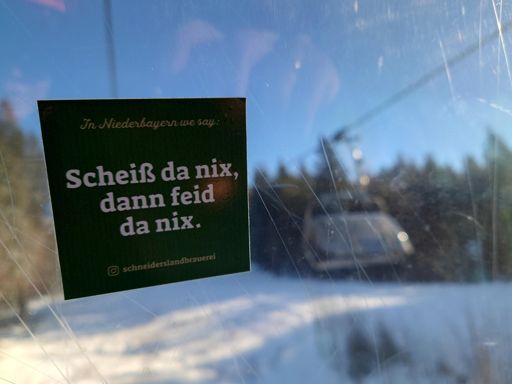 In Niederbayern we say:
Scheiß da nix,
dann feid
da nix.
schneiderslandbrauerei